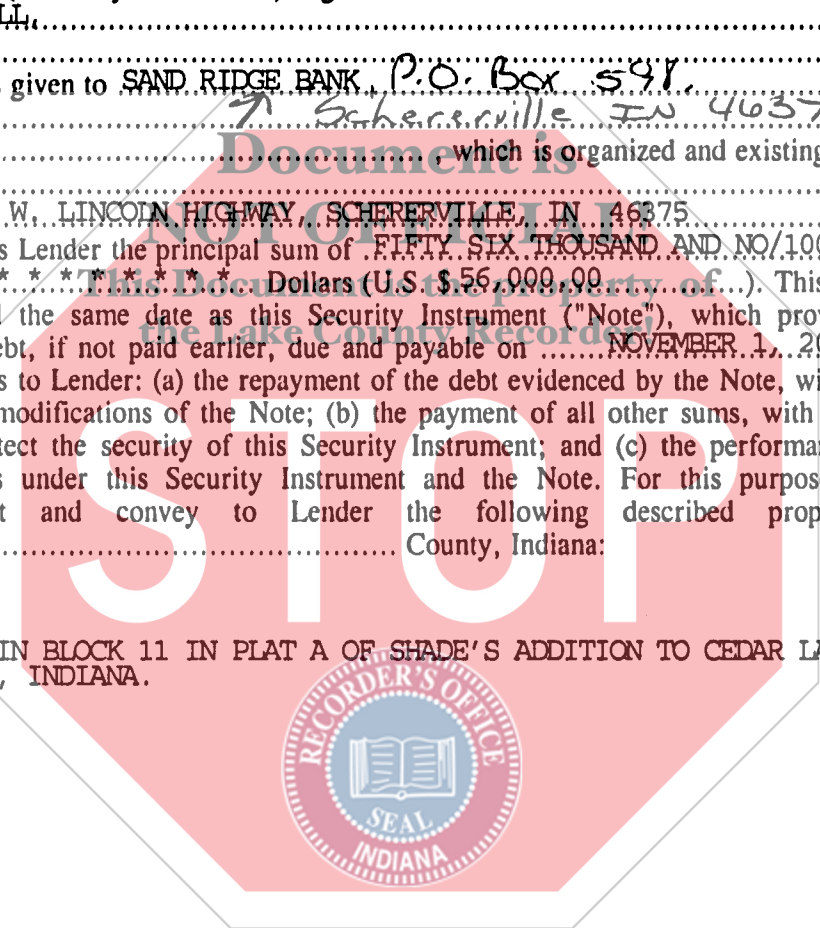 LL,
given to SAND RIDGE BANK, P.O. Box 598,
Schererville IN 4637
Document is
, which is organized and existing
W. LINCOLN HIGHWAY, SCHERERVILLE, IN 46375
NOT OFFICIAL!
s Lender the principal sum of FIFTY SIX THOUSAND AND NO/100
* * * * * * * * Dollars (U.S. $ 56,000.00 ). This
This Document is the property of
the same date as this Security Instrument ("Note"), which prov
the Lake County Recorder!
ebt, if not paid earlier, due and payable on NOVEMBER 1, 20
s to Lender: (a) the repayment of the debt evidenced by the Note, wi
modifications of the Note; (b) the payment of all other sums, with
tect the security of this Security Instrument; and (c) the performan
s under this Security Instrument and the Note. For this purpose
t and convey to Lender the following described prop
County, Indiana:
STOP
IN BLOCK 11 IN PLAT A OF SHADE'S ADDITION TO CEDAR LA
, INDIANA.
RECORDER'S OFFICE
SEAL
INDIANA